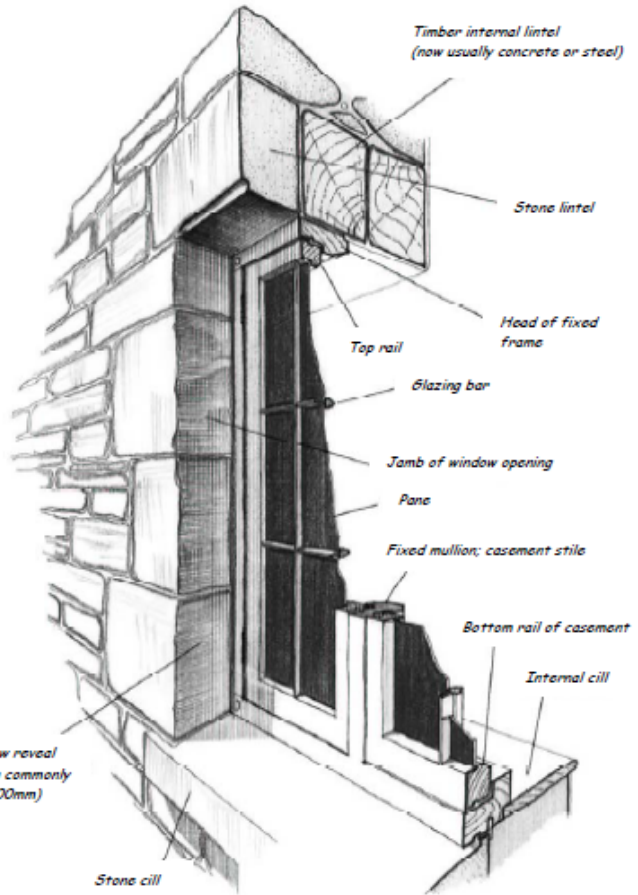 Timber internal lintel
(now usually concrete or steel)
Stone lintel
Head of fixed
frame
Top rail
Glazing bar
Jamb of window opening
Pane
Fixed mullion; casement stile
Bottom rail of casement
Internal cill
reveal
commonly
Stone cill